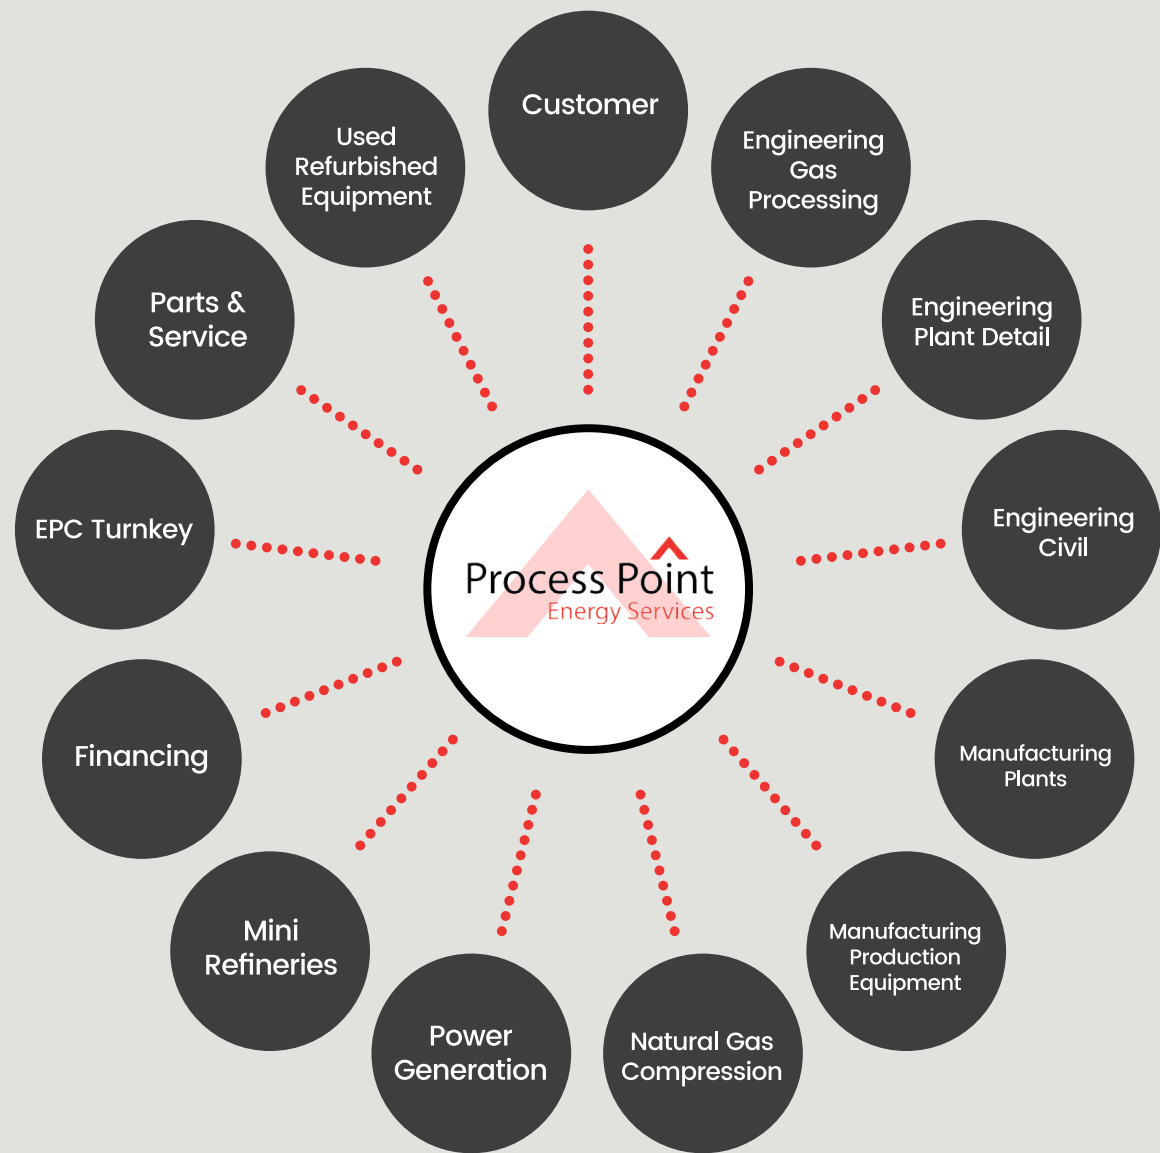 Customer
Engineering
Gas
Processing
Engineering
Plant Detail
Engineering
Civil
Manufacturing
Plants
Manufacturing
Production
Equipment
Natural Gas
Compression
Power
Generation
Mini
Refineries
Financing
EPC Turnkey
Parts &
Service
Used
Refurbished
Equipment
Process Point
Energy Services